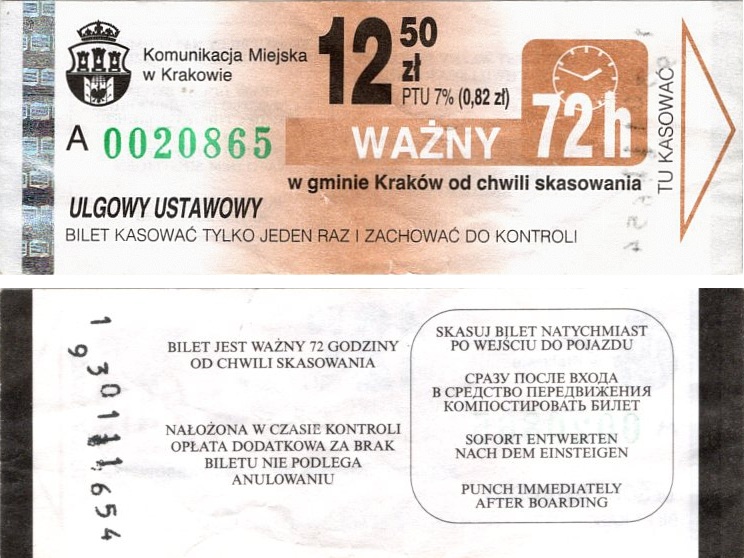 Komunikacja Miejska
w Krakowie
12 50 zł
PTU 7% (0,82 zł)
A 0020865
WAŻNY 72 h
w gminie Kraków od chwili skasowania
TU KASOWAĆ
ULGOWY USTAWOWY
BILET KASOWAĆ TYLKO JEDEN RAZ I ZACHOWAĆ DO KONTROLI
BILET JEST WAŻNY 72 GODZINY
OD CHWILI SKASOWANIA
NAŁOŻONA W CZASIE KONTROLI
OPŁATA DODATKOWA ZA BRAK
BILETU NIE PODLEGA
ANULOWANIU
SKASUJ BILET NATYCHMIAST
PO WEJŚCIU DO POJAZDU
СРАЗУ ПОСЛЕ ВХОДА
В СРЕДСТВО ПЕРЕДВИЖЕНИЯ
КОМПОСТИРОВАТЬ БИЛЕТ
SOFORT ENTWERTEN
NACH DEM EINSTEIGEN
PUNCH IMMEDIATELY
AFTER BOARDING